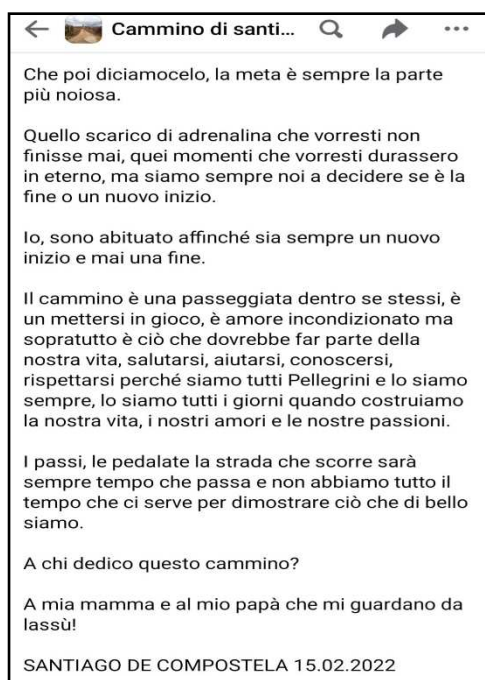 Cammino di santi...
Che poi diciamocelo, la meta è sempre la parte
più noiosa.
Quello scarico di adrenalina che vorresti non
finisse mai, quei momenti che vorresti durassero
in eterno, ma siamo sempre noi a decidere se è la
fine o un nuovo inizio.
Io, sono abituato affinché sia sempre un nuovo
inizio e mai una fine.
Il cammino è una passeggiata dentro se stessi, è
un mettersi in gioco, è amore incondizionato ma
sopratutto è ciò che dovrebbe far parte della
nostra vita, salutarsi, aiutarsi, conoscersi,
rispettarsi perché siamo tutti Pellegrini e lo siamo
sempre, lo siamo tutti i giorni quando costruiamo
la nostra vita, i nostri amori e le nostre passioni.
I passi, le pedalate la strada che scorre sarà
sempre tempo che passa e non abbiamo tutto il
tempo che ci serve per dimostrare ciò che di bello
siamo.
A chi dedico questo cammino?
A mia mamma e al mio papà che mi guardano da
lassù!
SANTIAGO DE COMPOSTELA 15.02.2022